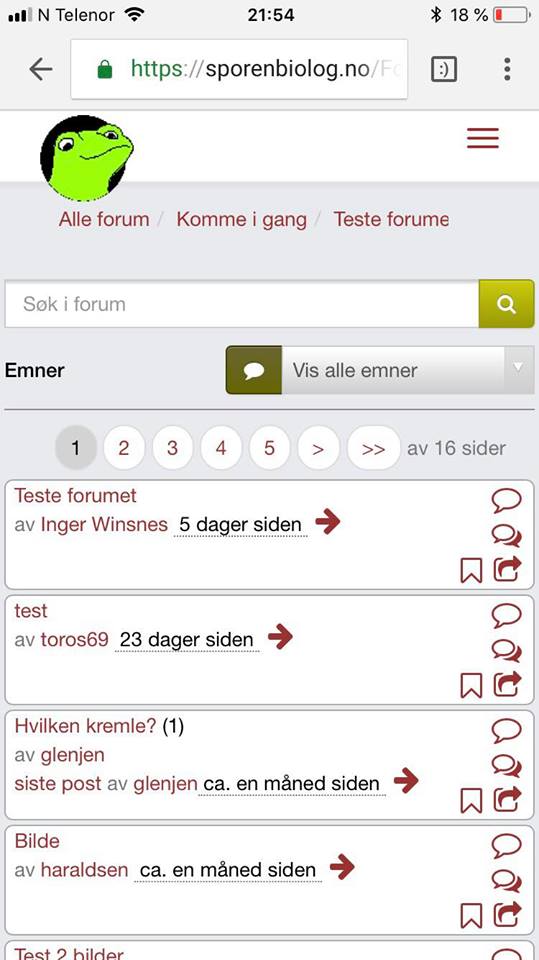 N Telenor 21:54 18 %
https://sporenbiolog.no/Fo
Alle forum / Komme i gang / Teste forume
Søk i forum
Emner Vis alle emner
1 2 3 4 5 > >> av 16 sider
Teste forumet
av Inger Winsnes 5 dager siden
test
av toros69 23 dager siden
Hvilken kremle? (1)
av glenjen
siste post av glenjen ca. en måned siden
Bilde
av haraldsen ca. en måned siden
Test 2 bilder